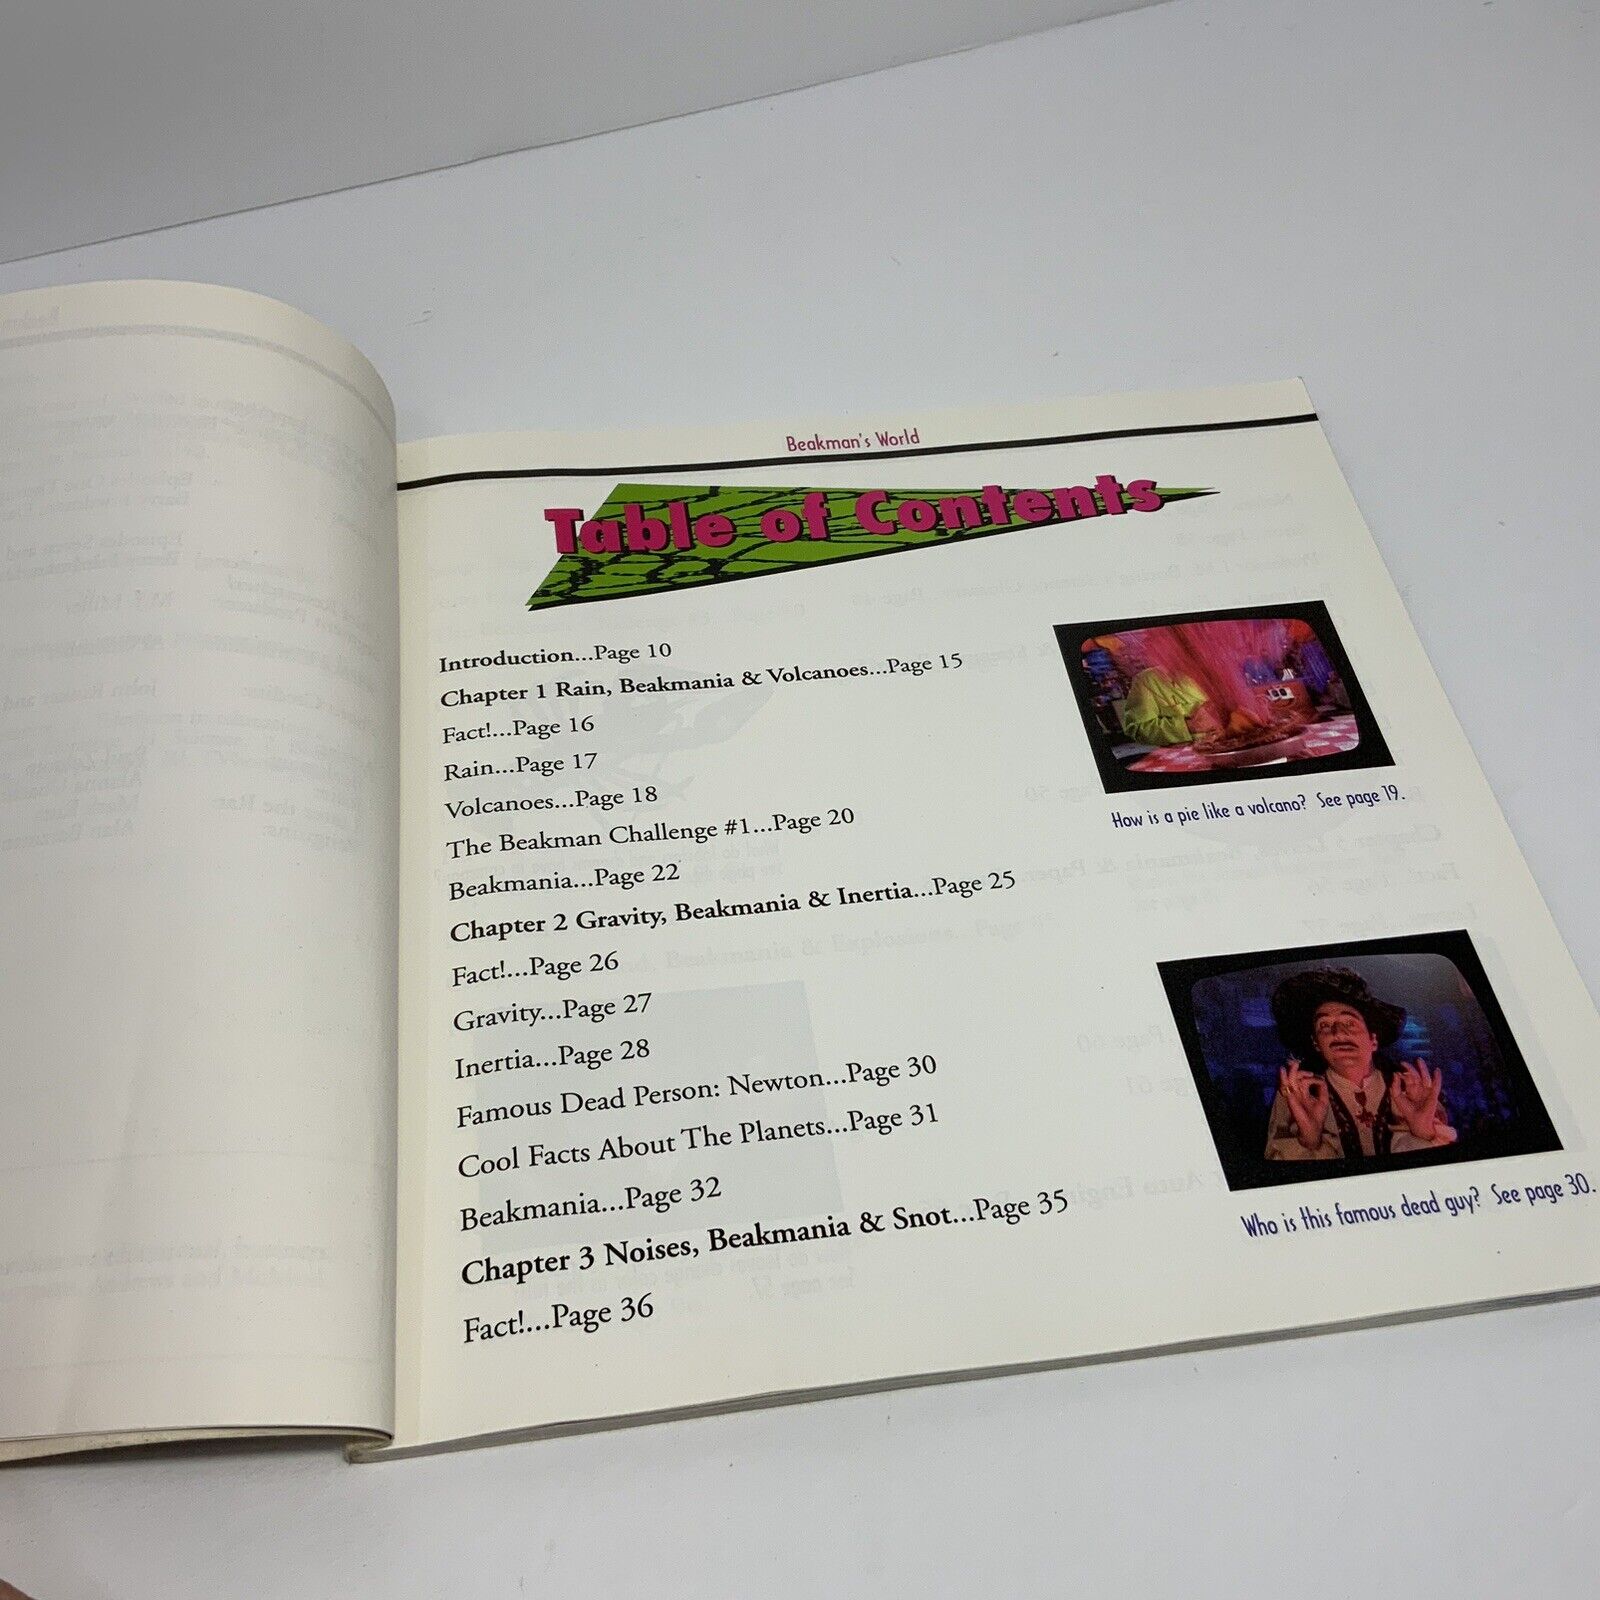 Beakman's World
Table of Contents
Introduction...Page 10
Chapter 1 Rain, Beakmania & Volcanoes...Page 15
Fact!...Page 16
Rain...Page 17
Volcanoes...Page 18
The Beakman Challenge #1...Page 20
Beakmania...Page 22
Chapter 2 Gravity, Beakmania & Inertia...Page 25
Fact!...Page 26
Gravity...Page 27
Inertia...Page 28
Famous Dead Person: Newton...Page 30
Cool Facts About The Planets...Page 31
Beakmania...Page 32
Chapter 3 Noises, Beakmania & Snot...Page 35
Fact!...Page 36
How is a pie like a volcano? See page 19.
Who is this famous dead guy? See page 30.